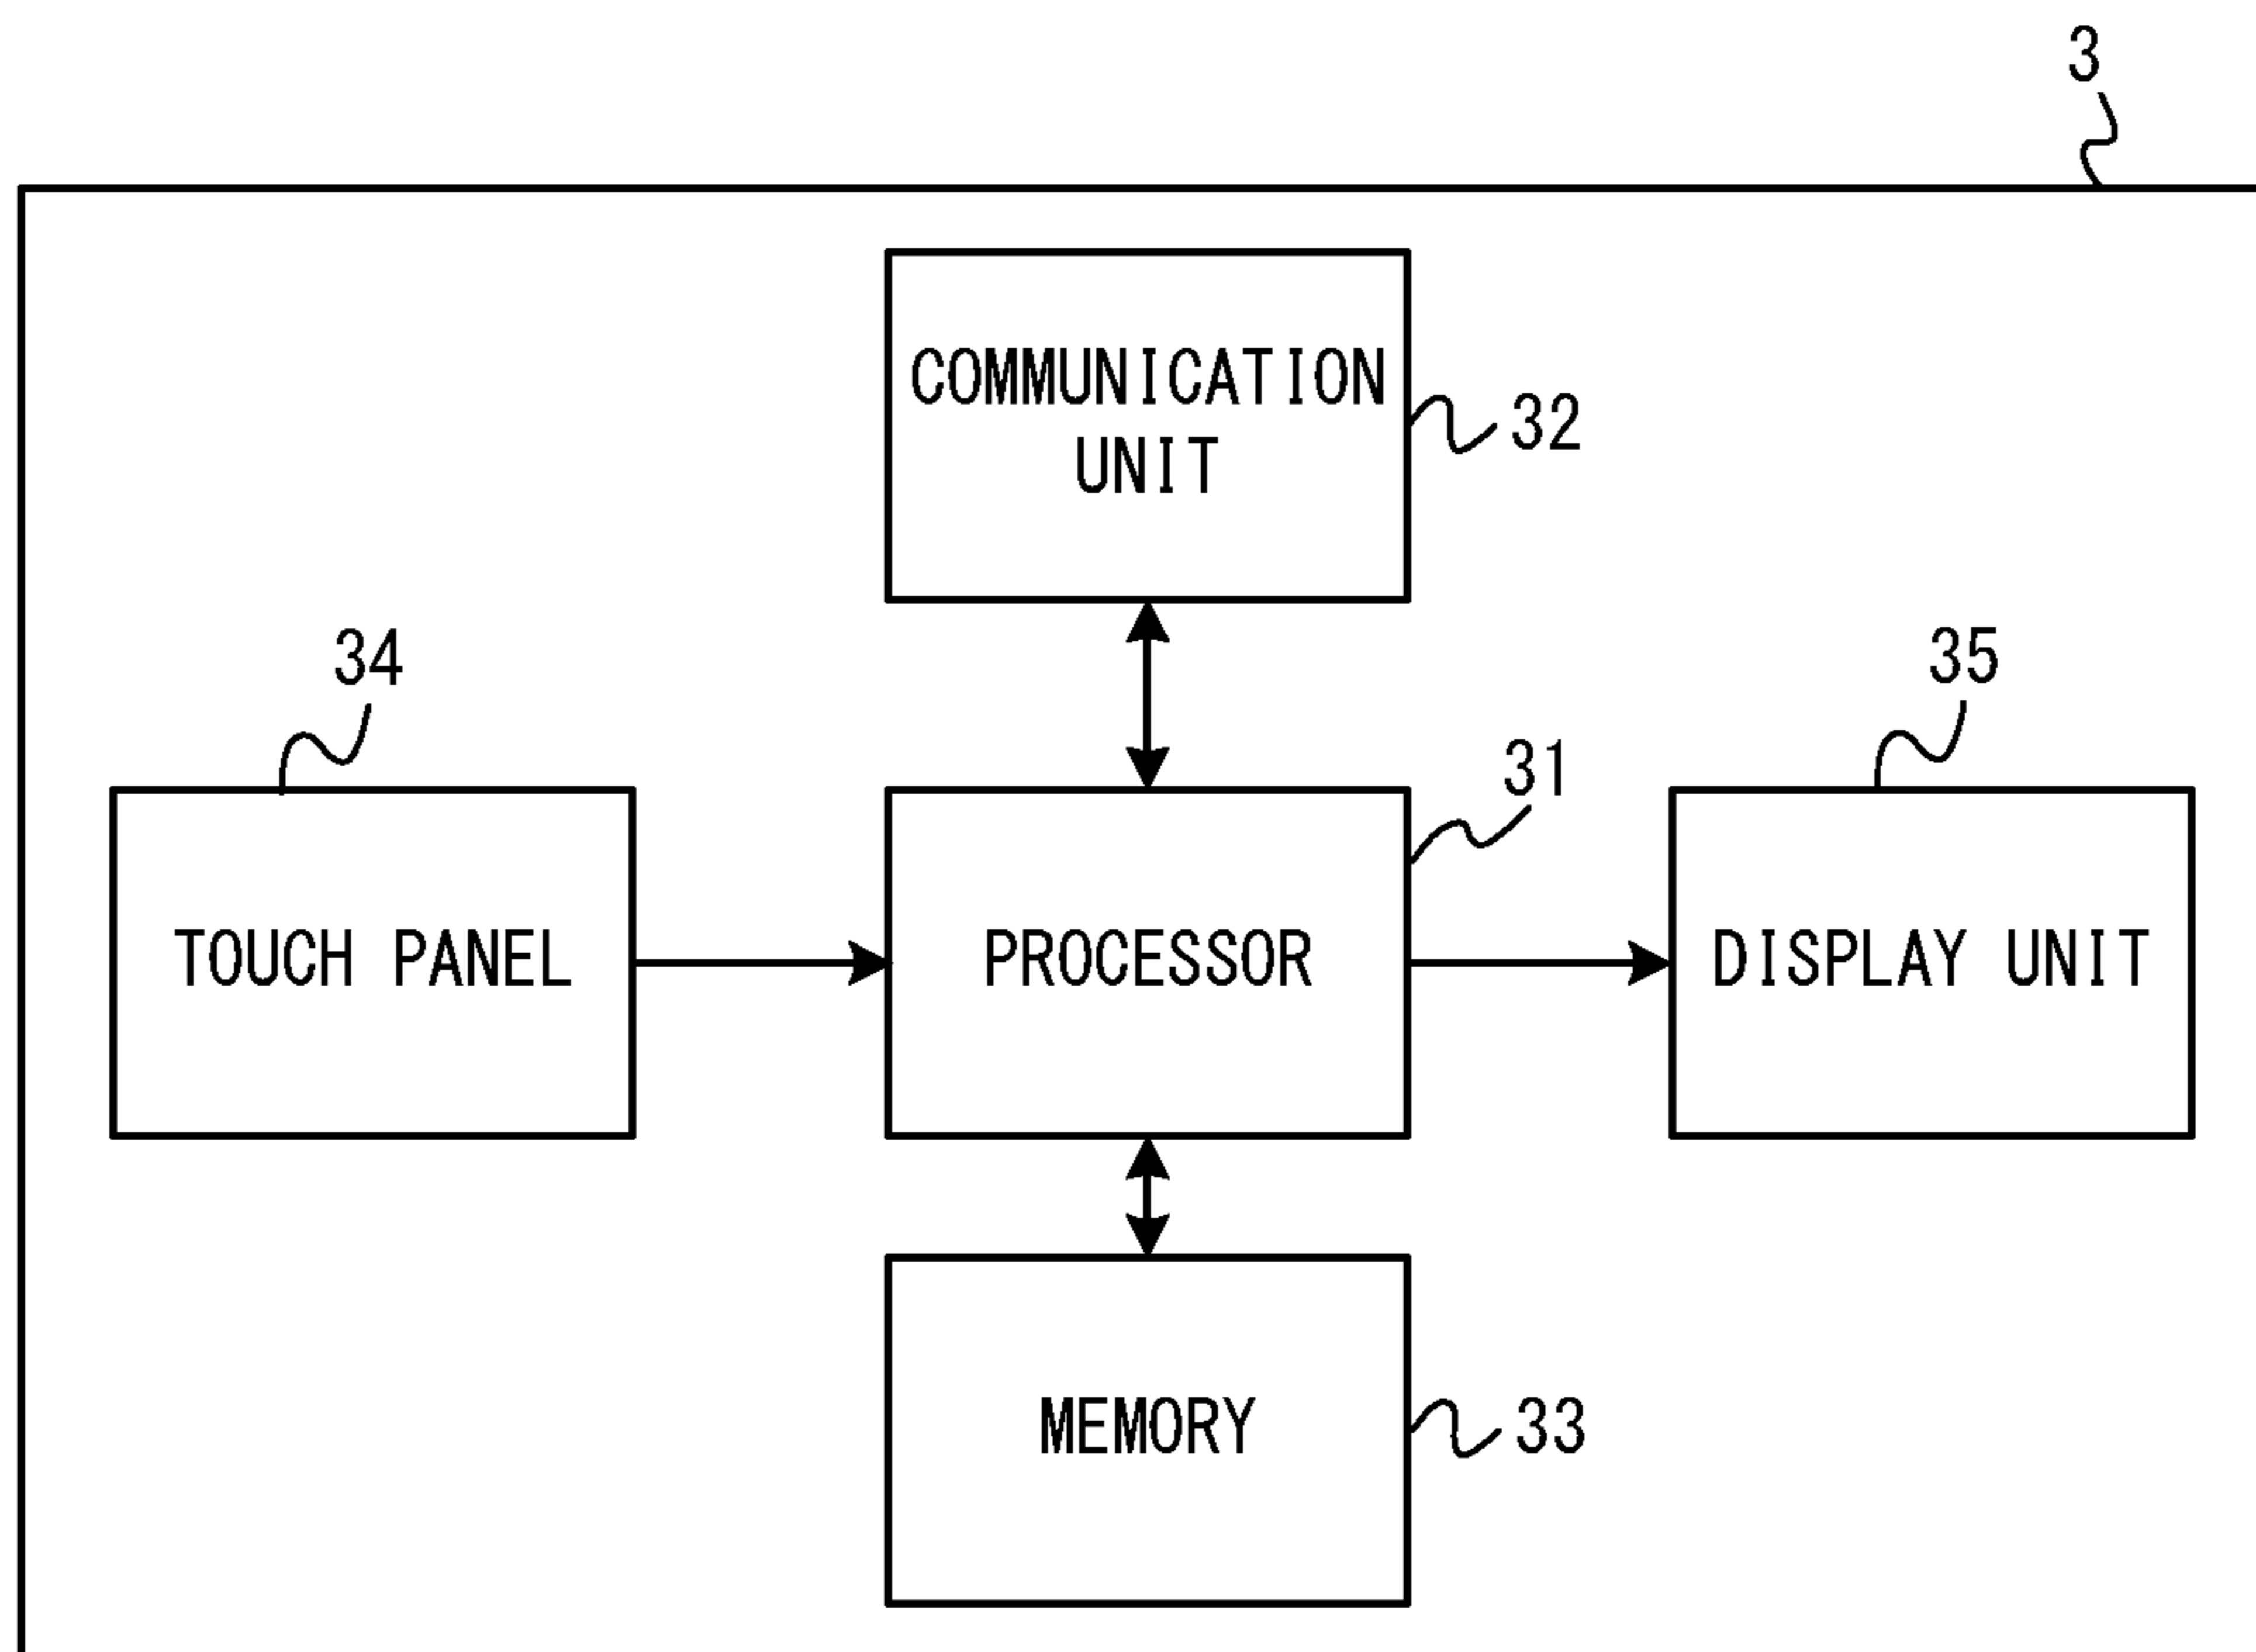 3
COMMUNICATION
UNIT
32
34
35
31
TOUCH PANEL
PROCESSOR
DISPLAY UNIT
MEMORY
33